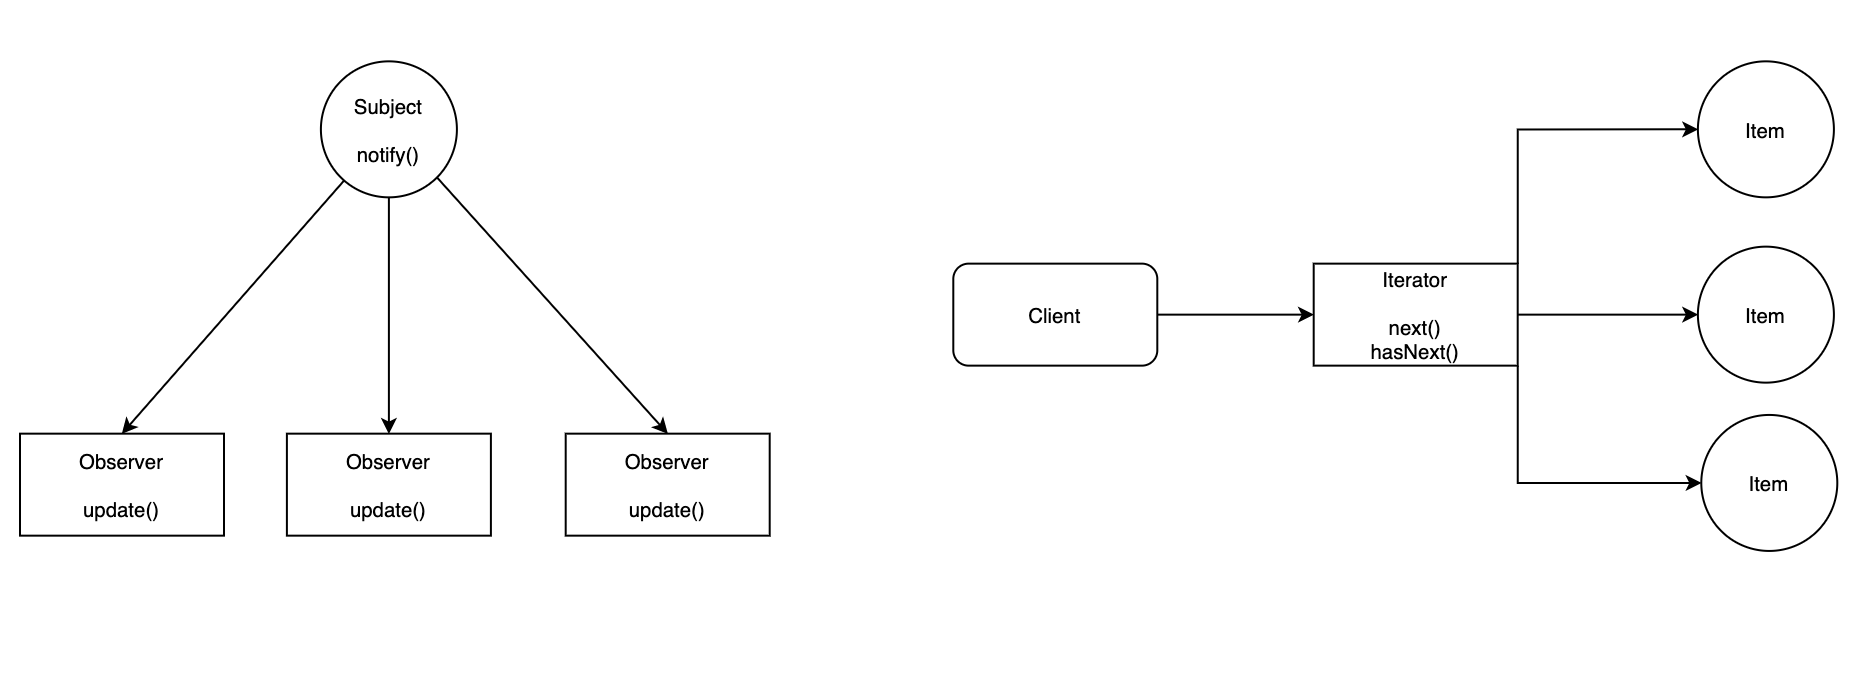 Subject
notify()
Observer
update()
Observer
update()
Observer
update()
Client
Iterator
next()
hasNext()
Item
Item
Item